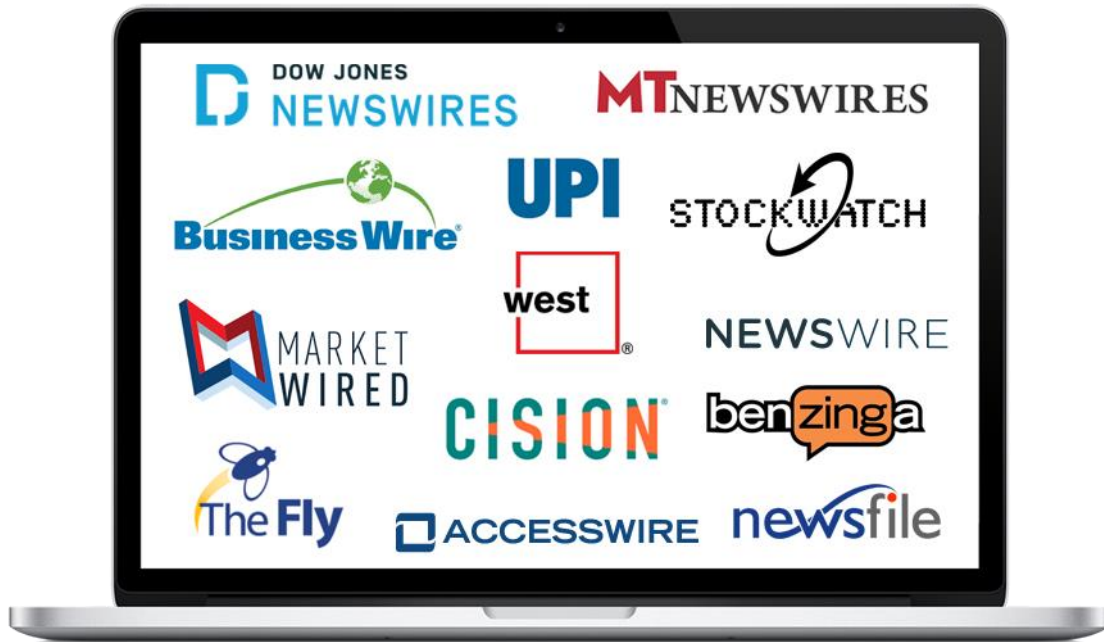 DOW JONES
NEWSWIRES
MTNEWSWIRES
BusinessWire®
UPI
STOCKWATCH
west
®
NEWSWIRE
MARKET
WIRED
CISION®
benzinga
The Fly
ACCESSWIRE
newsfile